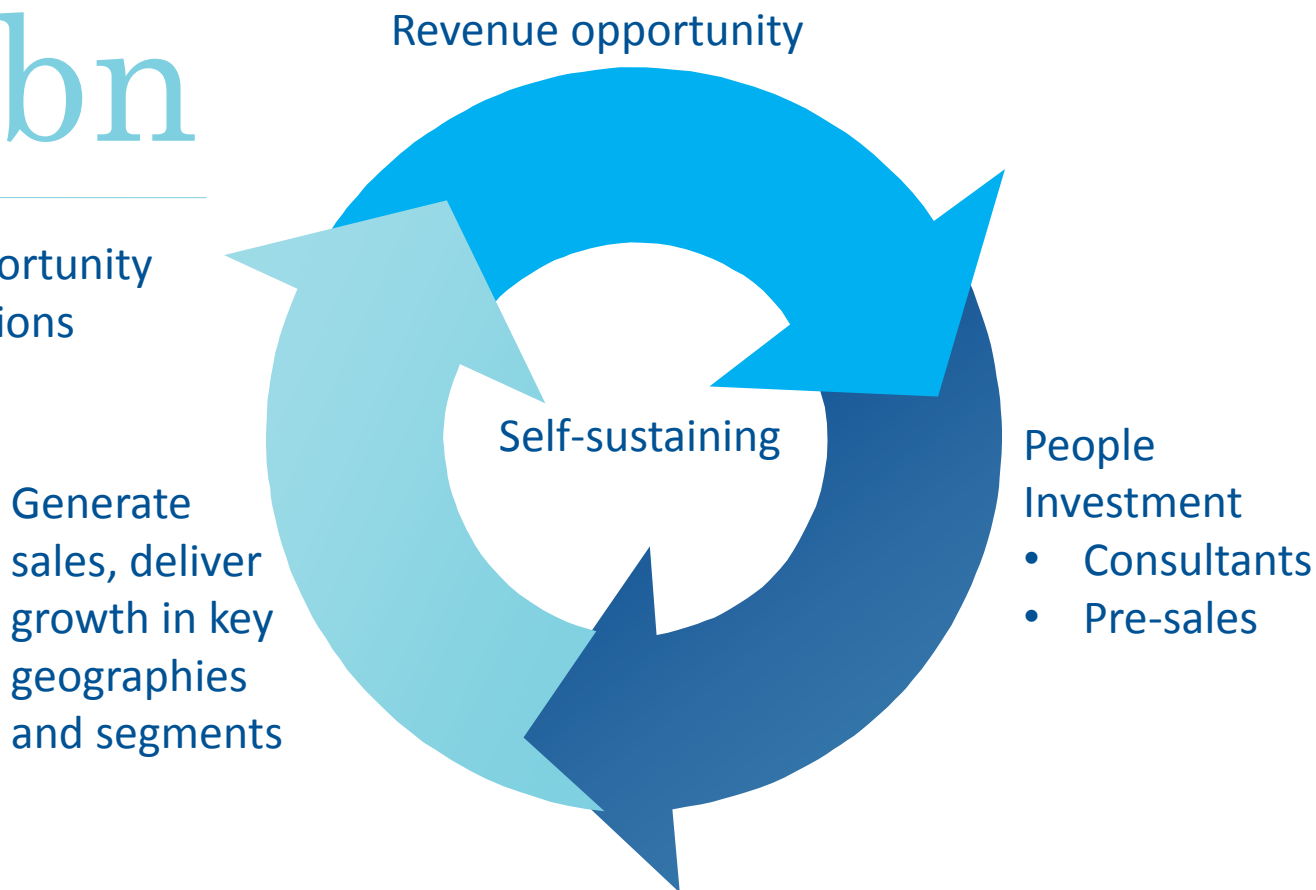 bn
Revenue opportunity
ortunity
ions
Self-sustaining
People
Investment
• Consultants
• Pre-sales
Generate
sales, deliver
growth in key
geographies
and segments